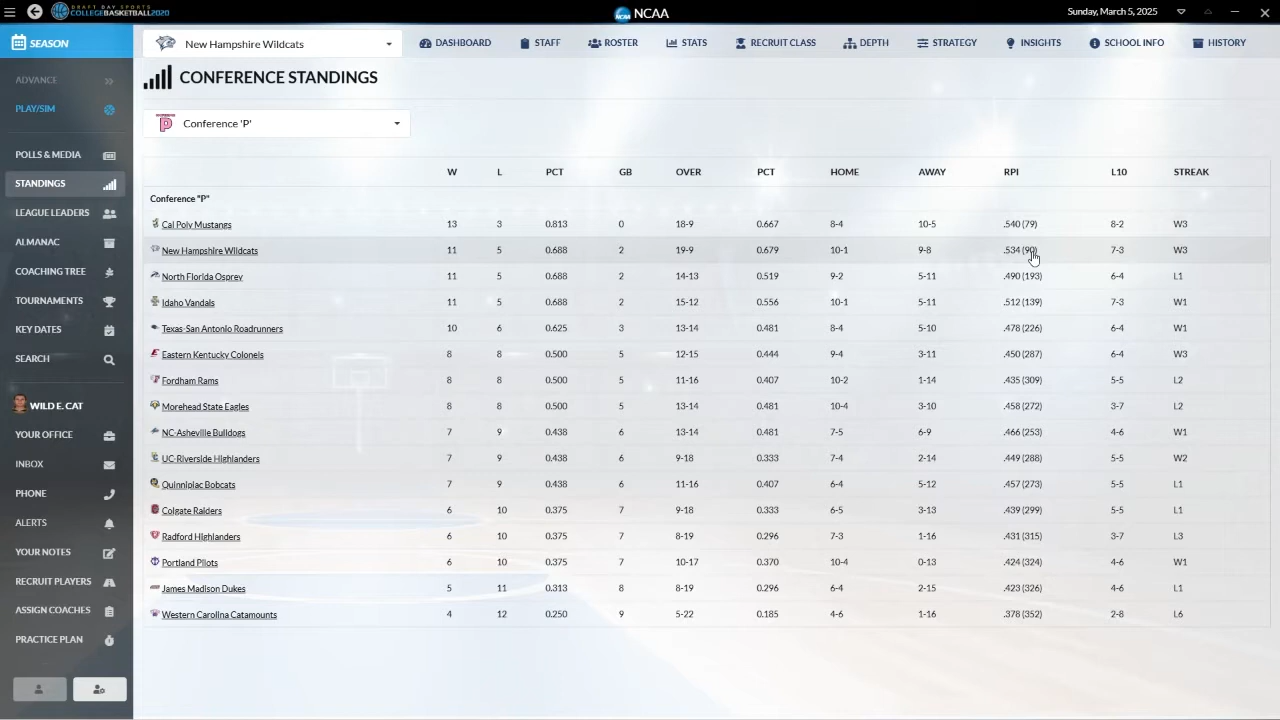 DRAFT DAY SPORTS
COLLEGE BASKETBALL 2020
NCAA
Sunday, March 5, 2025
SEASON
New Hampshire Wildcats
DASHBOARD STAFF ROSTER STATS RECRUIT CLASS DEPTH STRATEGY INSIGHTS SCHOOL INFO HISTORY
ADVANCE
PLAY/SIM
POLLS & MEDIA
STANDINGS
LEAGUE LEADERS
ALMANAC
COACHING TREE
TOURNAMENTS
KEY DATES
SEARCH
WILD E. CAT
YOUR OFFICE
INBOX
PHONE
ALERTS
YOUR NOTES
RECRUIT PLAYERS
ASSIGN COACHES
PRACTICE PLAN
CONFERENCE STANDINGS
Conference 'P'
W L PCT GB OVER PCT HOME AWAY RPI L10 STREAK
Conference "P"
Cal Poly Mustangs 13 3 0.813 0 18-9 0.667 8-4 10-5 .540 (79) 8-2 W3
New Hampshire Wildcats 11 5 0.688 2 19-9 0.679 10-1 9-8 .534 (90) 7-3 W3
North Florida Osprey 11 5 0.688 2 14-13 0.519 9-2 5-11 .490 (193) 6-4 L1
Idaho Vandals 11 5 0.688 2 15-12 0.556 10-1 5-11 .512 (139) 7-3 W1
Texas-San Antonio Roadrunners 10 6 0.625 3 13-14 0.481 8-4 5-10 .478 (226) 6-4 W1
Eastern Kentucky Colonels 8 8 0.500 5 12-15 0.444 9-4 3-11 .450 (287) 6-4 W3
Fordham Rams 8 8 0.500 5 11-16 0.407 10-2 1-14 .435 (309) 5-5 L2
Morehead State Eagles 8 8 0.500 5 13-14 0.481 10-4 3-10 .458 (272) 3-7 L2
NC-Asheville Bulldogs 7 9 0.438 6 13-14 0.481 7-5 6-9 .466 (253) 4-6 W1
UC-Riverside Highlanders 7 9 0.438 6 9-18 0.333 7-4 2-14 .449 (288) 5-5 W2
Quinnipiac Bobcats 7 9 0.438 6 11-16 0.407 6-4 5-12 .457 (273) 5-5 L1
Colgate Raiders 6 10 0.375 7 9-18 0.333 6-5 3-13 .439 (299) 5-5 L1
Radford Highlanders 6 10 0.375 7 8-19 0.296 7-3 1-16 .438 (315) 3-7 L3
Portland Pilots 6 10 0.375 7 10-17 0.370 10-4 0-13 .424 (324) 4-6 W1
James Madison Dukes 5 11 0.313 8 8-19 0.296 6-4 2-15 .423 (326) 4-6 L1
Western Carolina Catamounts 4 12 0.250 9 5-22 0.185 4-6 1-16 .378 (352) 2-8 L6